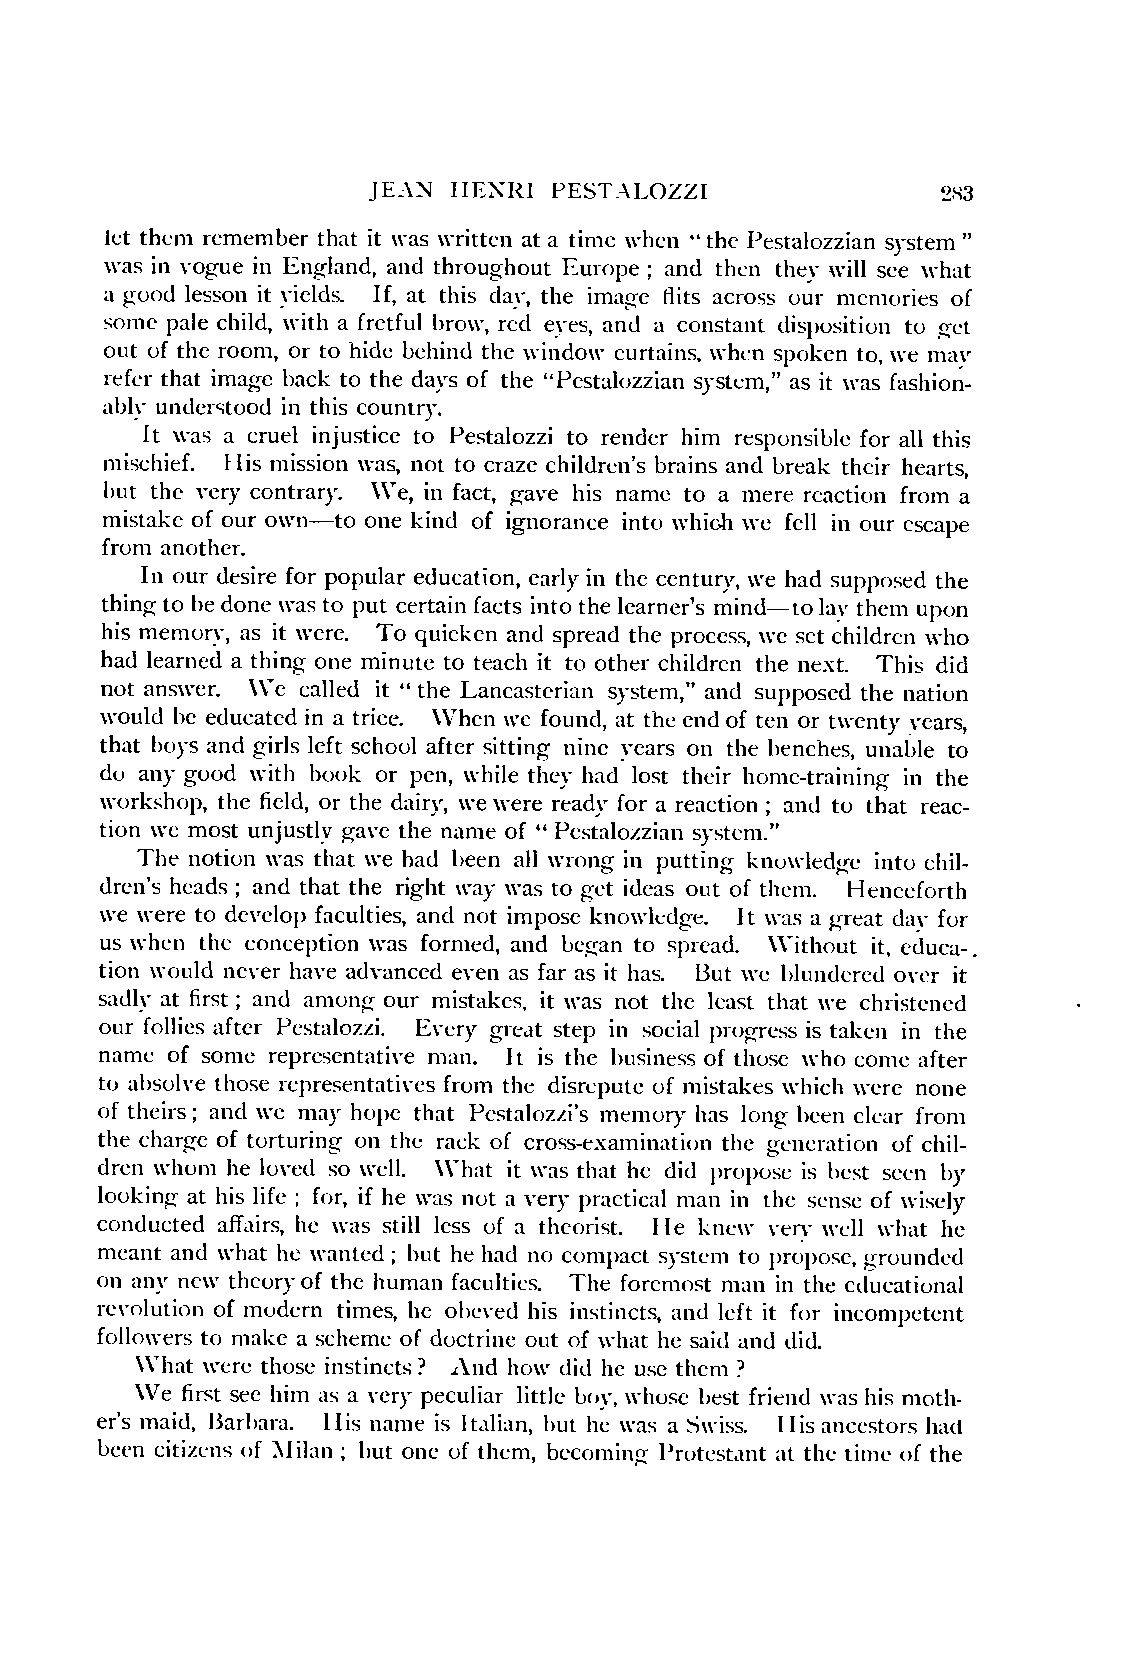 JEAN HENRI PESTALOZZI 283
let them remember that it was written at a time when “the Pestalozzian system”
was in vogue in England, and throughout Europe ; and then they will see what
a good lesson it yields. If, at this day, the image flits across our memories of
some pale child, with a fretful brow, red eyes, and a constant disposition to get
out of the room, or to hide behind the window curtains, when spoken to, we may
refer that image back to the days of the “Pestalozzian system,” as it was fashion-
ably understood in this country.
It was a cruel injustice to Pestalozzi to render him responsible for all this
mischief. His mission was, not to craze children’s brains and break their hearts,
but the very contrary. We, in fact, gave his name to a mere reaction from a
mistake of our own—to one kind of ignorance into which we fell in our escape
from another.
In our desire for popular education, early in the century, we had supposed the
thing to be done was to put certain facts into the learner’s mind—to lay them upon
his memory, as it were. To quicken and spread the process, we set children who
had learned a thing one minute to teach it to other children the next. This did
not answer. We called it “the Lancasterian system,” and supposed the nation
would be educated in a trice. When we found, at the end of ten or twenty years,
that boys and girls left school after sitting nine years on the benches, unable to
do any good with book or pen, while they had lost their home-training in the
workshop, the field, or the dairy, we were ready for a reaction ; and to that reac-
tion we most unjustly gave the name of “Pestalozzian system.”
The notion was that we had been all wrong in putting knowledge into chil-
dren’s heads ; and that the right way was to get ideas out of them. Henceforth
we were to develop faculties, and not impose knowledge. It was a great day for
us when the conception was formed, and began to spread. Without it, educa-
tion would never have advanced even as far as it has. But we blundered over it
sadly at first ; and among our mistakes, it was not the least that we christened
our follies after Pestalozzi. Every great step in social progress is taken in the
name of some representative man. It is the business of those who come after
to absolve those representatives from the disrepute of mistakes which were none
of theirs ; and we may hope that Pestalozzi’s memory has long been clear from
the charge of torturing on the rack of cross-examination the generation of chil-
dren whom he loved so well. What it was that he did propose is best seen by
looking at his life ; for, if he was not a very practical man in the sense of wisely
conducted affairs, he was still less of a theorist. He knew very well what he
meant and what he wanted ; but he had no compact system to propose, grounded
on any new theory of the human faculties. The foremost man in the educational
revolution of modern times, he obeyed his instincts, and left it for incompetent
followers to make a scheme of doctrine out of what he said and did.
What were those instincts ? And how did he use them ?
We first see him as a very peculiar little boy, whose best friend was his moth-
er’s maid, Barbara. His name is Italian, but he was a Swiss. His ancestors had
been citizens of Milan ; but one of them, becoming Protestant at the time of the